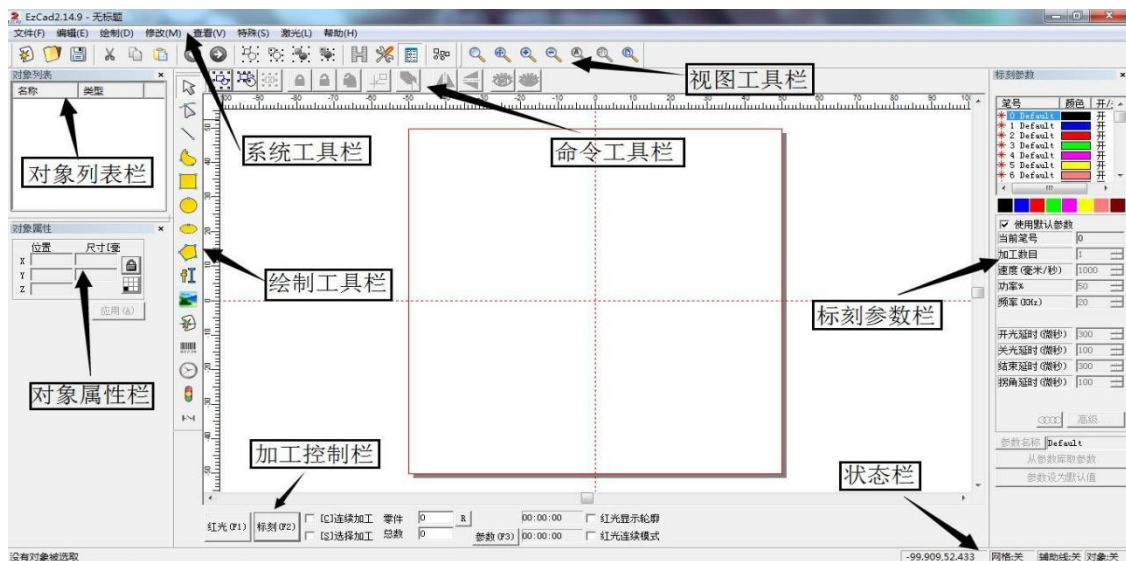 EzCad2.14.9 - 无标题
文件(F) 编辑(E) 绘制(D) 修改(M) 查看(V) 特殊(S) 激光(L) 帮助(H)
对象列表
名称 类型
对象列表栏
系统工具栏
视图工具栏
命令工具栏
绘制工具栏
对象属性
位置 尺寸[毫
X
Y
Z
应用(A)
对象属性栏
标刻参数
笔号 颜色 开/
0 Default 开
1 Default 开
2 Default 开
3 Default 开
4 Default 开
5 Default 开
6 Default 开
使用默认参数
当前笔号 0
加工数目 1
速度(毫米/秒) 1000
功率% 50
频率(KHz) 20
标刻参数栏
开光延时(微秒) 300
关光延时(微秒) 100
结束延时(微秒) 300
拐角延时(微秒) 100
高级...
参数名称 Default
从参数库取参数
参数设为默认值
加工控制栏
状态栏
红光(F1) 标刻(F2) [C]连续加工 零件 0 R 00:00:00 红光显示轮廓
[S]选择加工 总数 0 参数(F3) 00:00:00 红光连续模式
没有对象被选取 -99.909,52.433 网格:关 辅助线:关 对象:关